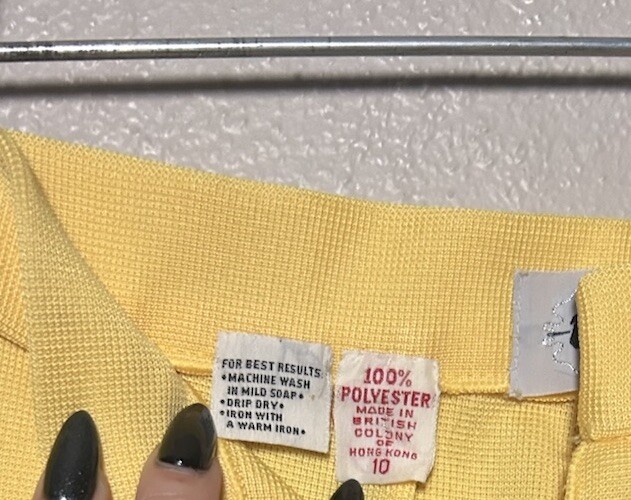 FOR BEST RESULTS
•MACHINE WASH
IN MILD SOAP•
•DRIP DRY•
•IRON WITH
A WARM IRON•
100%
POLYESTER
MADE IN
BRITISH
COLONY
OF
HONG KONG
10